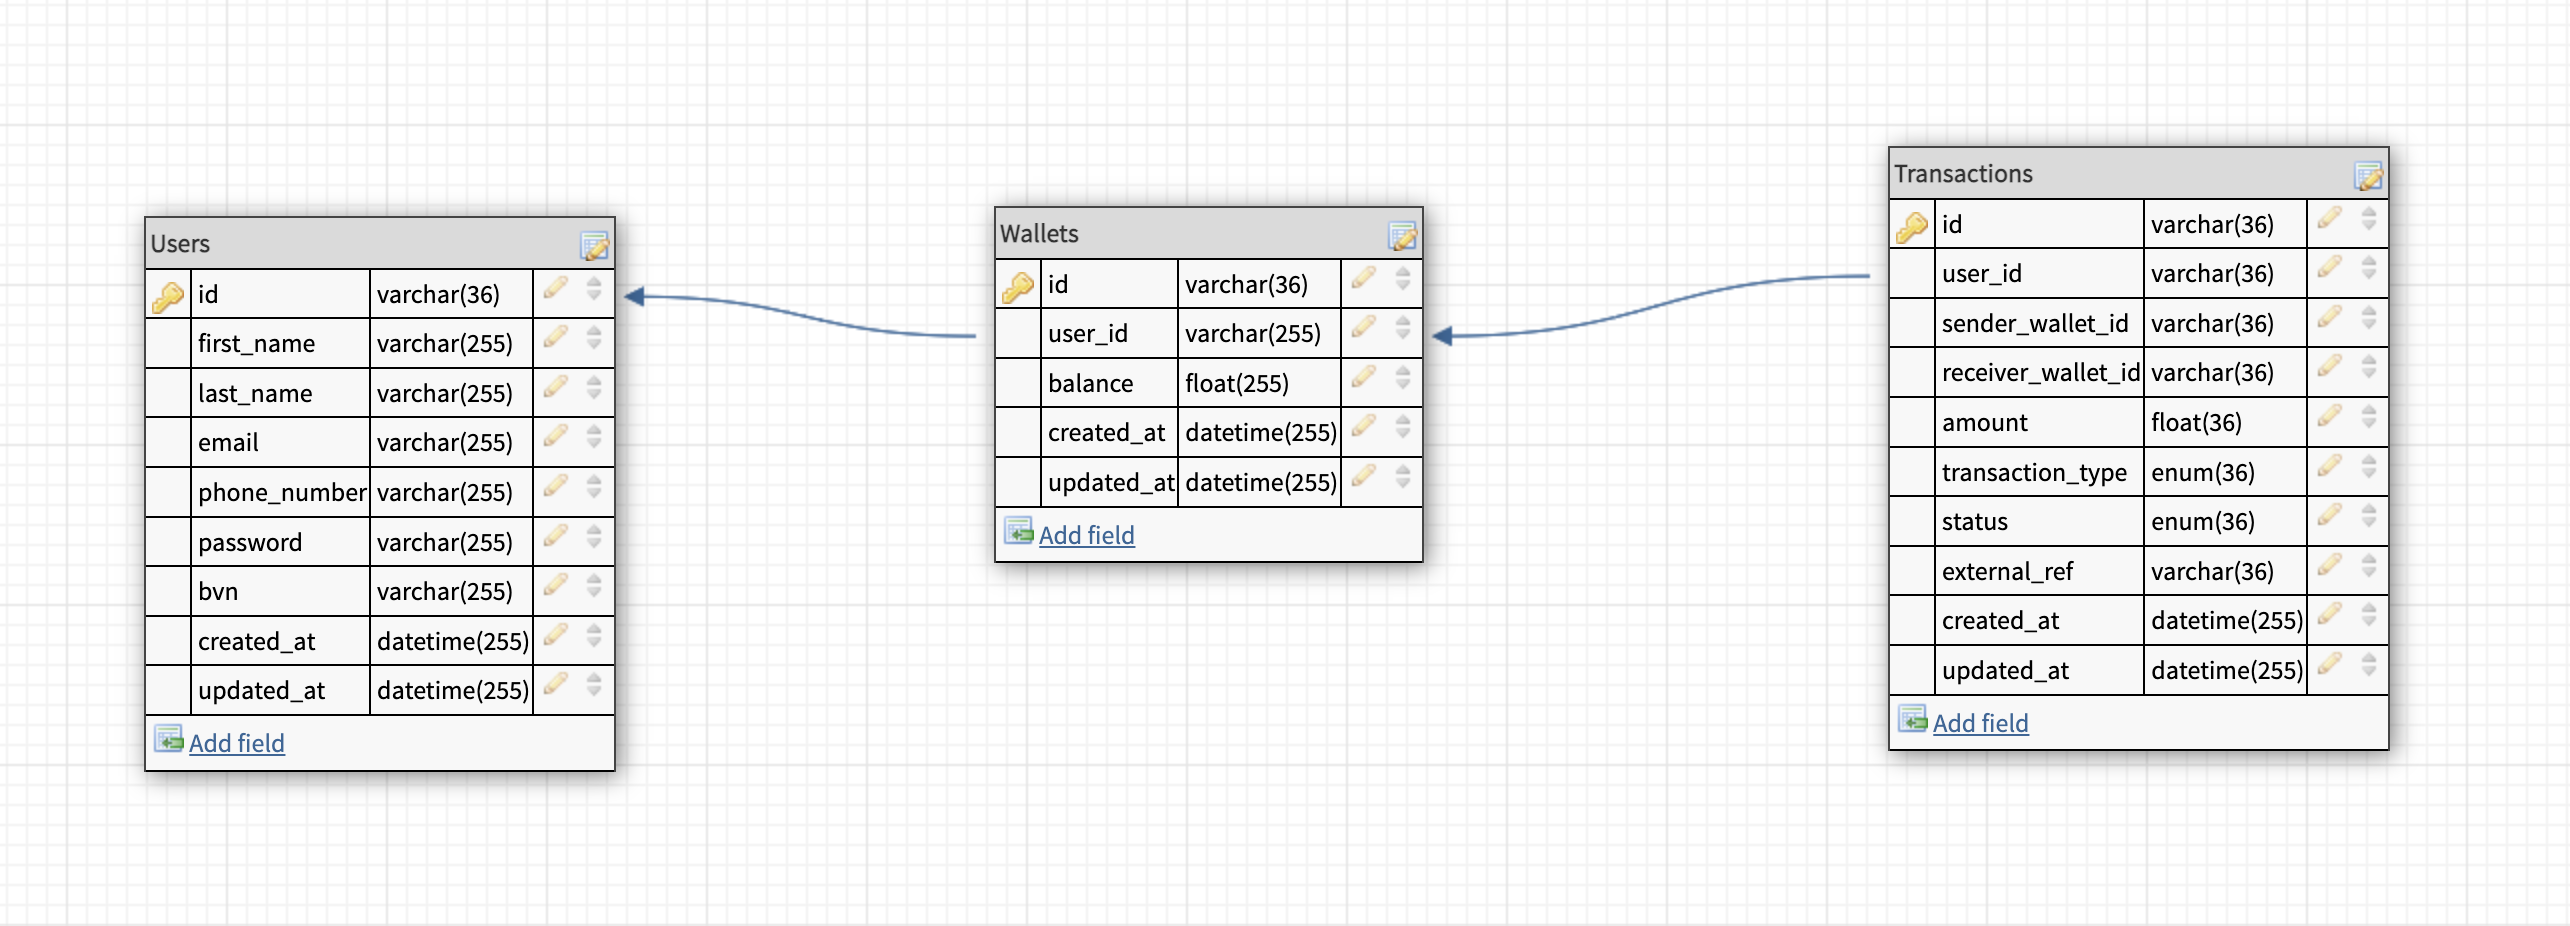 Users
id varchar(36)
first_name varchar(255)
last_name varchar(255)
email varchar(255)
phone_number varchar(255)
password varchar(255)
bvn varchar(255)
created_at datetime(255)
updated_at datetime(255)
Add field
Wallets
id varchar(36)
user_id varchar(255)
balance float(255)
created_at datetime(255)
updated_at datetime(255)
Add field
Transactions
id varchar(36)
user_id varchar(36)
sender_wallet_id varchar(36)
receiver_wallet_id varchar(36)
amount float(36)
transaction_type enum(36)
status enum(36)
external_ref varchar(36)
created_at datetime(255)
updated_at datetime(255)
Add field